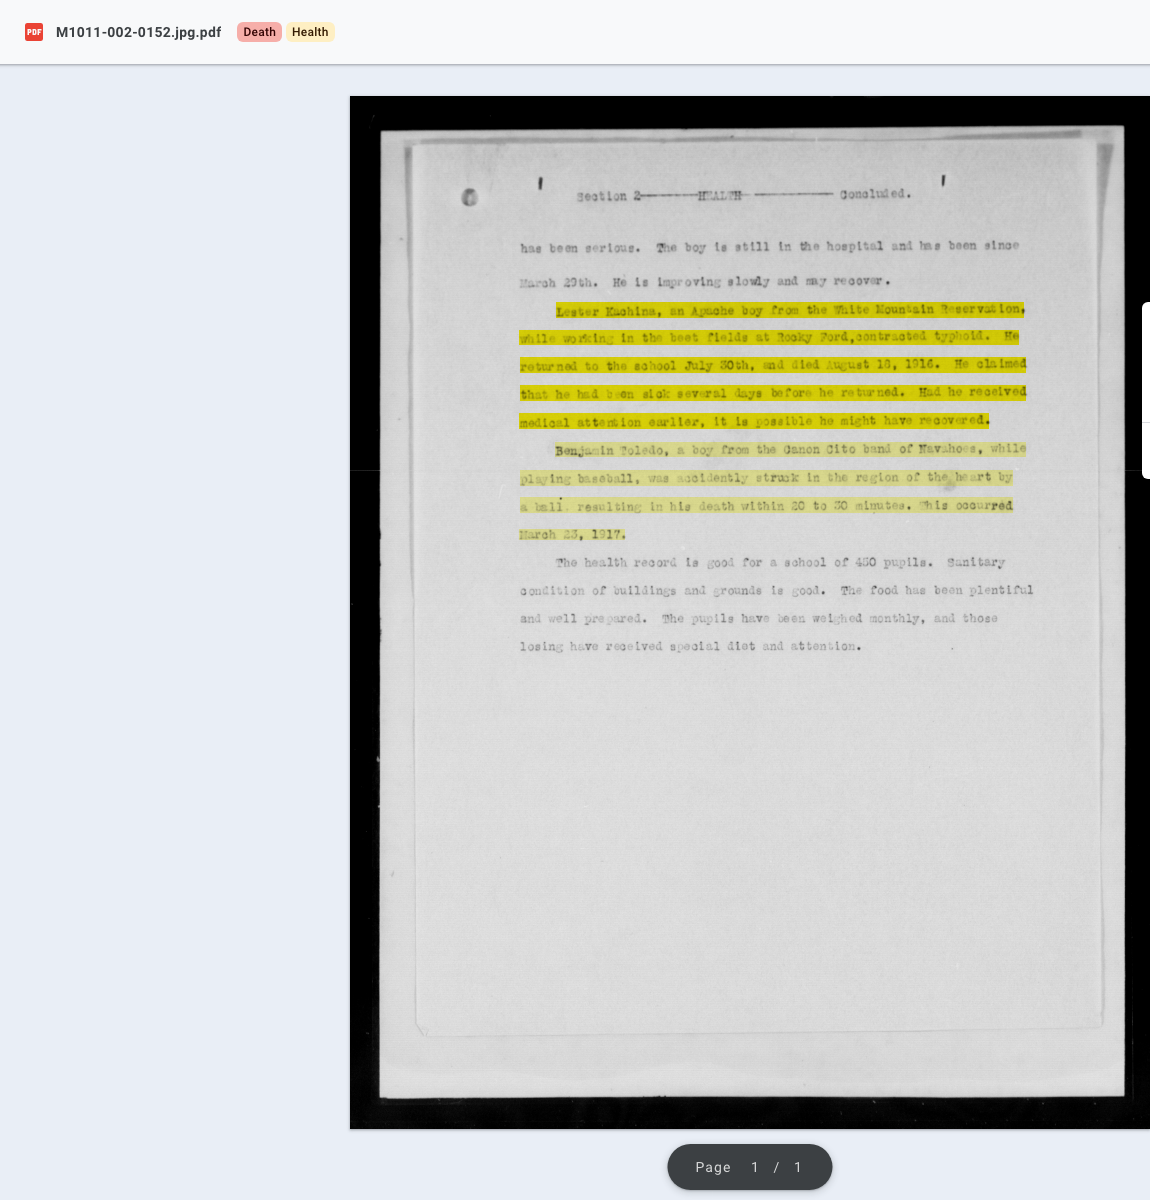 M1011-002-0152.jpg.pdf Death Health
Section 2-------HEALTH---------- Concluded.
has been serious. The boy is still in the hospital and has been since
March 29th. He is improving slowly and may recover.
Lester Machina, an Apache boy from the White Mountain Reservation,
while working in the beet fields at Rocky Ford,contracted typhoid. He
returned to the school July 30th, and died August 18, 1916. He claimed
that he had been sick several days before he returned. Had he received
medical attention earlier, it is possible he might have recovered.
Benjamin Toledo, a boy from the Canon Cito band of Navahoes, while
playing baseball, was accidently struck in the region of the heart by
a ball, resulting in his death within 20 to 30 minutes. This occurred
March 23, 1917.
The health record is good for a school of 450 pupils. Sanitary
condition of buildings and grounds is good. The food has been plentiful
and well prepared. The pupils have been weighed monthly, and those
losing have received special diet and attention.
Page 1 / 1